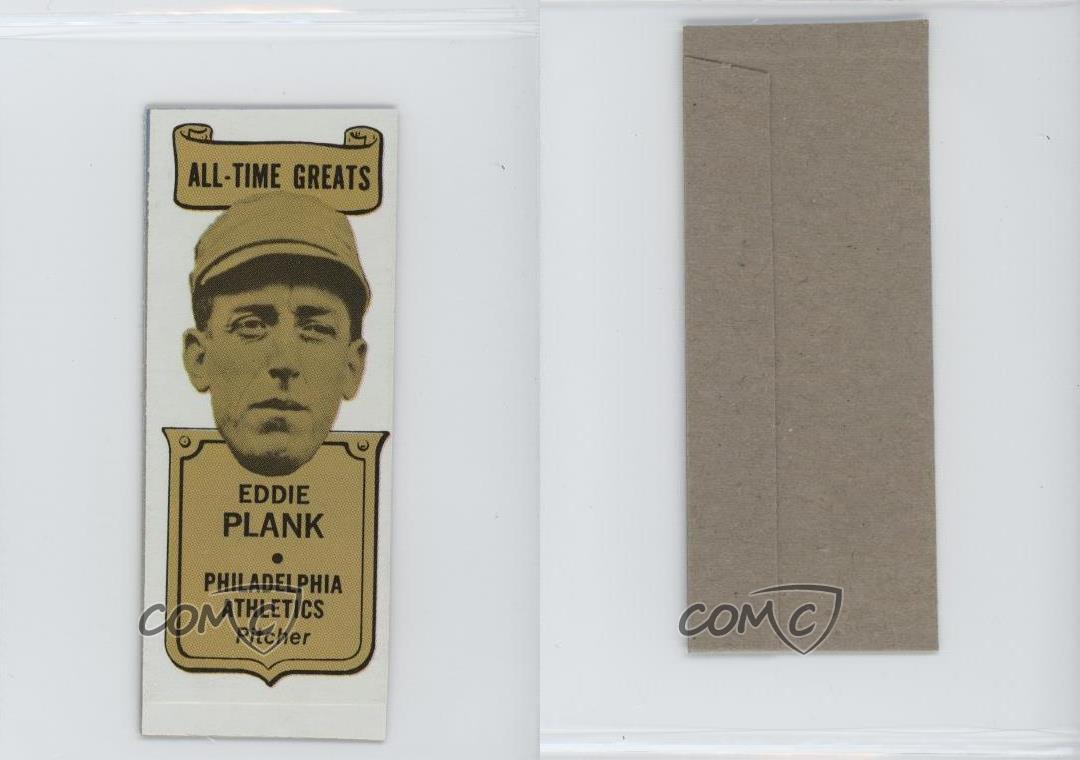 ALL-TIME GREATS
EDDIE
PLANK
PHILADELPHIA
ATHLETICS
Pitcher
COMC
COMC